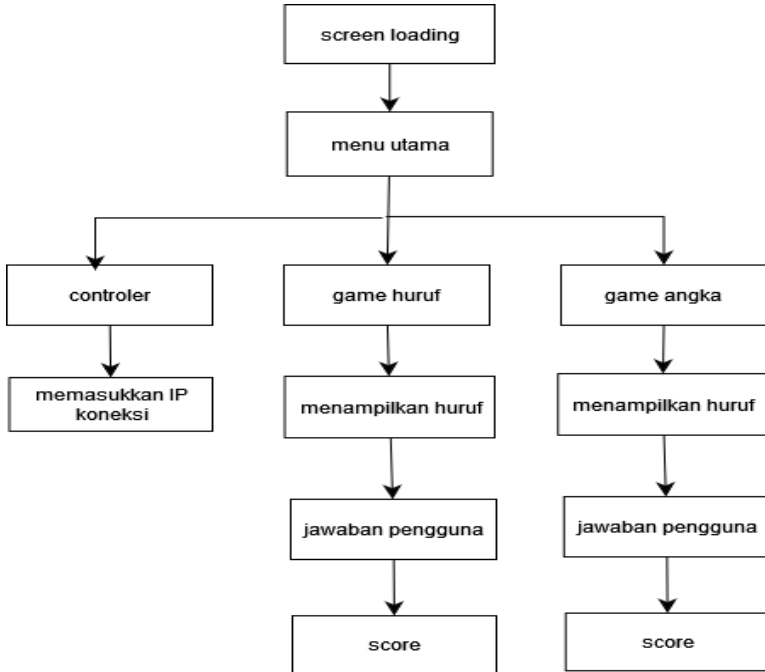 screen loading
menu utama
controler
game huruf
game angka
memasukkan IP
koneksi
menampilkan huruf
menampilkan huruf
jawaban pengguna
jawaban pengguna
score
score